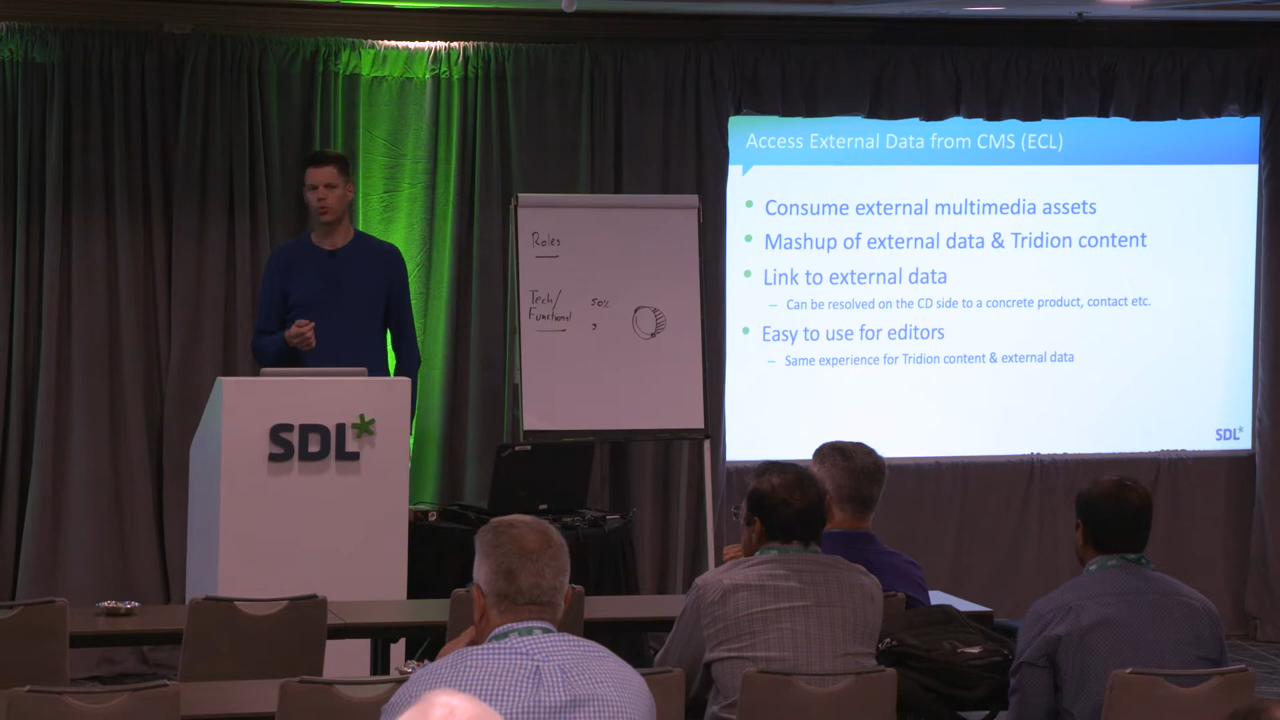 Access External Data from CMS (ECL)
Consume external multimedia assets
Mashup of external data & Tridion content
Link to external data
– Can be resolved on the CD side to a concrete product, contact etc.
Easy to use for editors
– Same experience for Tridion content & external data
SDL*
Roles
Tech/
Functional
50%
SDL*